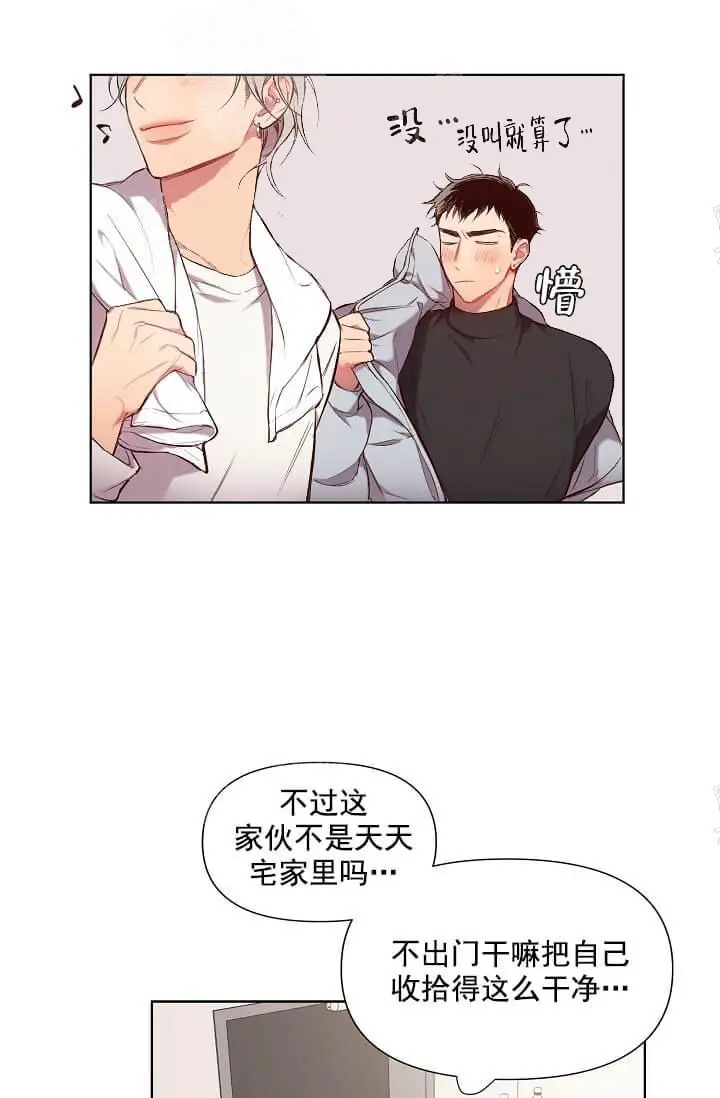 没…
没叫就算了…
懵
不过这
家伙不是天天
宅家里吗…
不出门干嘛把自己
收拾得这么干净…